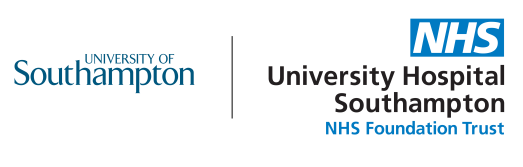 UNIVERSITY OF
Southampton
NHS
University Hospital
Southampton
NHS Foundation Trust